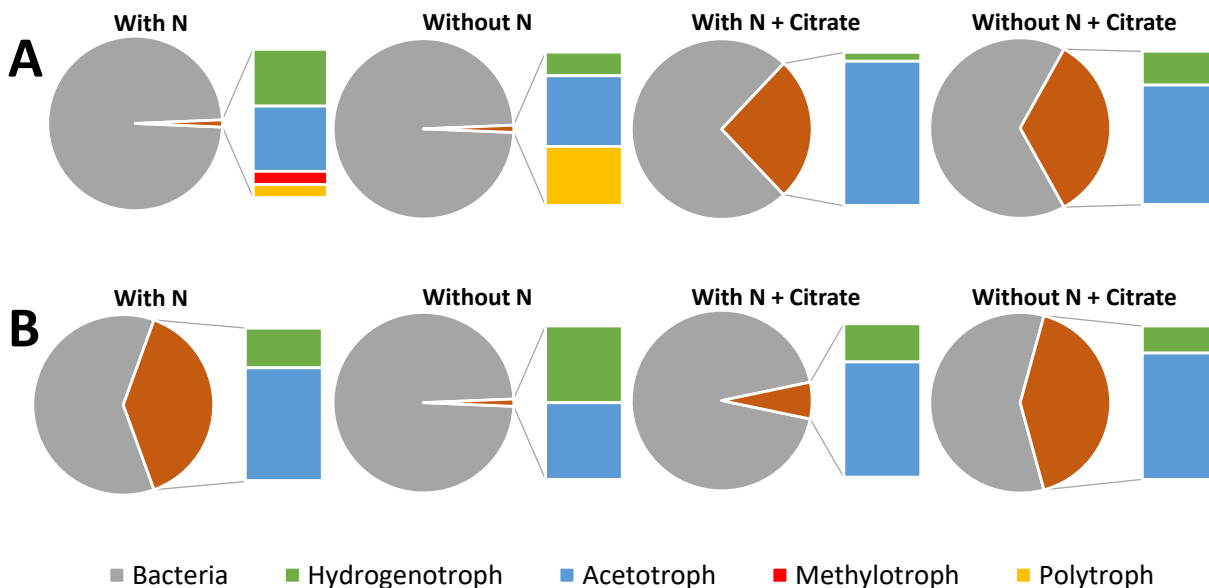 A
With N
Without N
With N + Citrate
Without N + Citrate
B
With N
Without N
With N + Citrate
Without N + Citrate
Bacteria
Hydrogenotroph
Acetotroph
Methylotroph
Polytroph